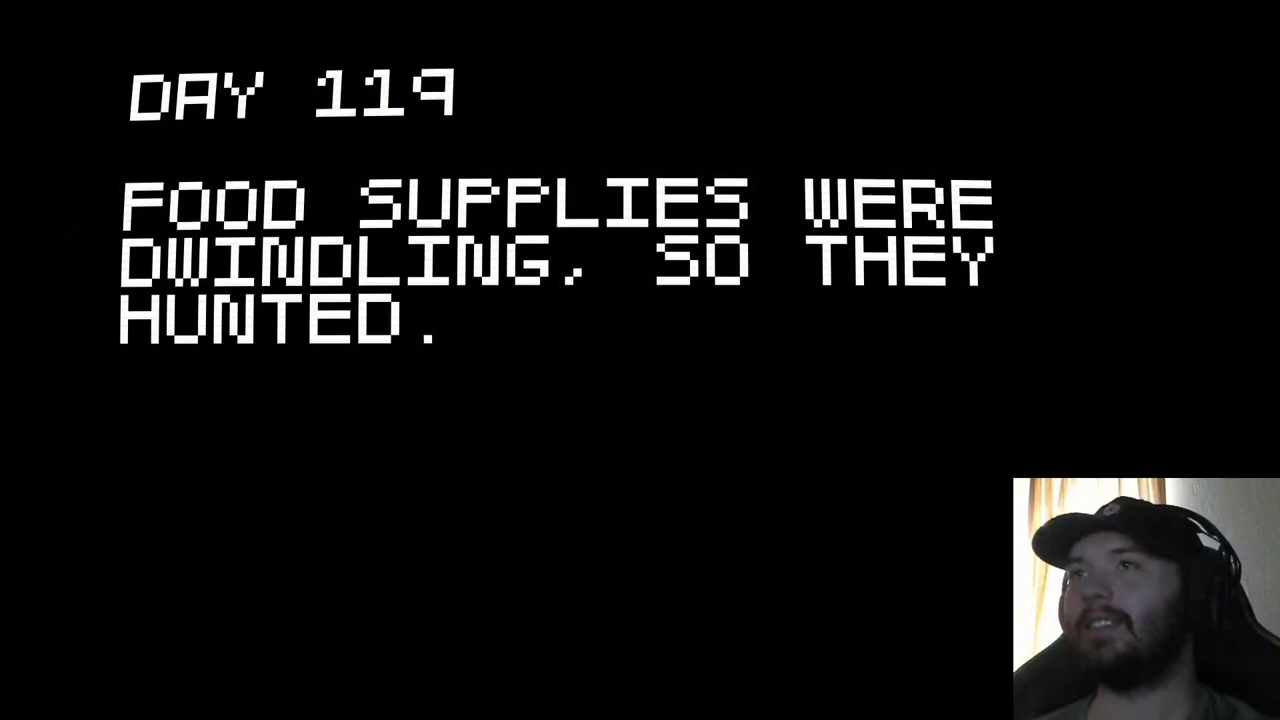 DAY 119
FOOD SUPPLIES WERE
DWINDLING, SO THEY
HUNTED.